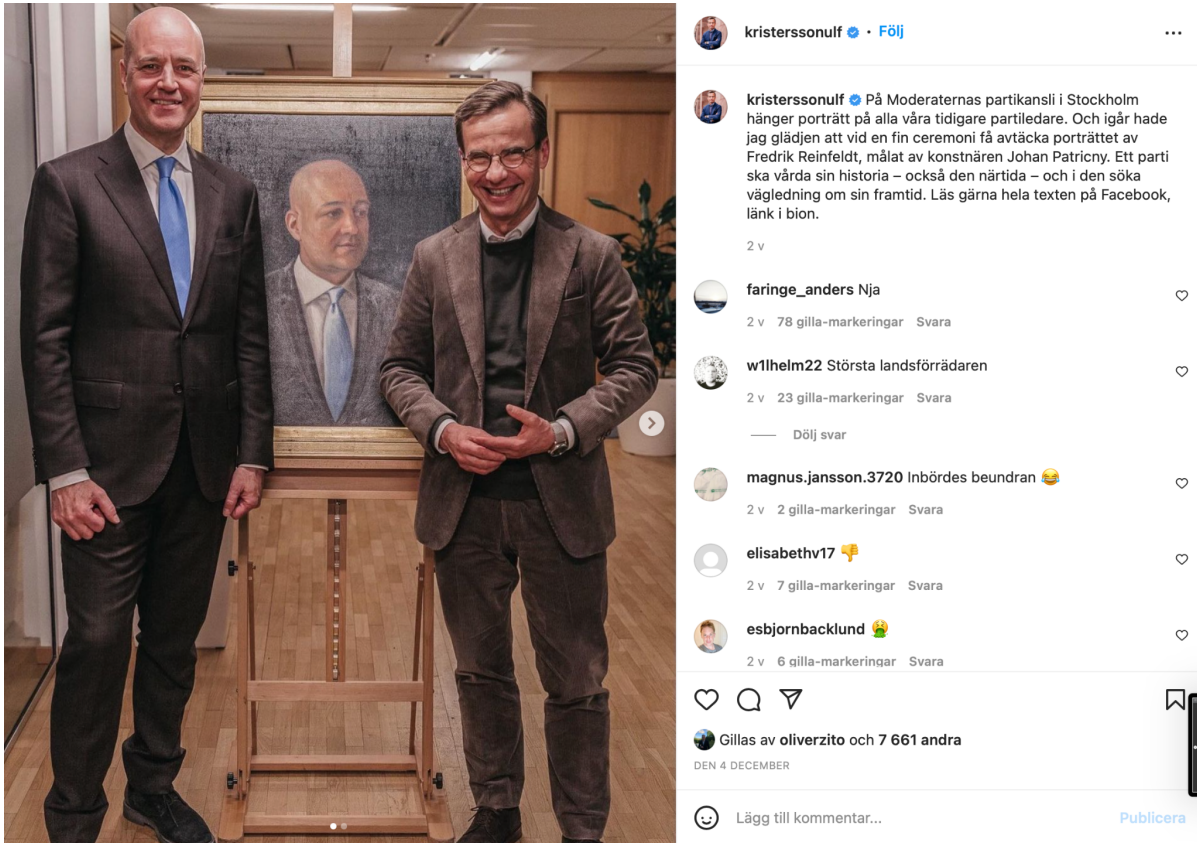 kristerssonulf • Följ
kristerssonulf På Moderaternas partikansli i Stockholm
hänger porträtt på alla våra tidigare partiledare. Och igår hade
jag glädjen att vid en fin ceremoni få avtäcka porträttet av
Fredrik Reinfeldt, målat av konstnären Johan Patricny. Ett parti
ska vårda sin historia – också den närtida – och i den söka
vägledning om sin framtid. Läs gärna hela texten på Facebook,
länk i bion.
2 v
faringe_anders Nja
2 v 78 gilla-markeringar Svara
w1lhelm22 Största landsförrädaren
2 v 23 gilla-markeringar Svara
Dölj svar
magnus.jansson.3720 Inbördes beundran 😂
2 v 2 gilla-markeringar Svara
elisabethv17 👎
2 v 7 gilla-markeringar Svara
esbjornbacklund 🤮
2 v 6 gilla-markeringar Svara
Gillas av oliverzito och 7 661 andra
DEN 4 DECEMBER
Lägg till kommentar... Publicera